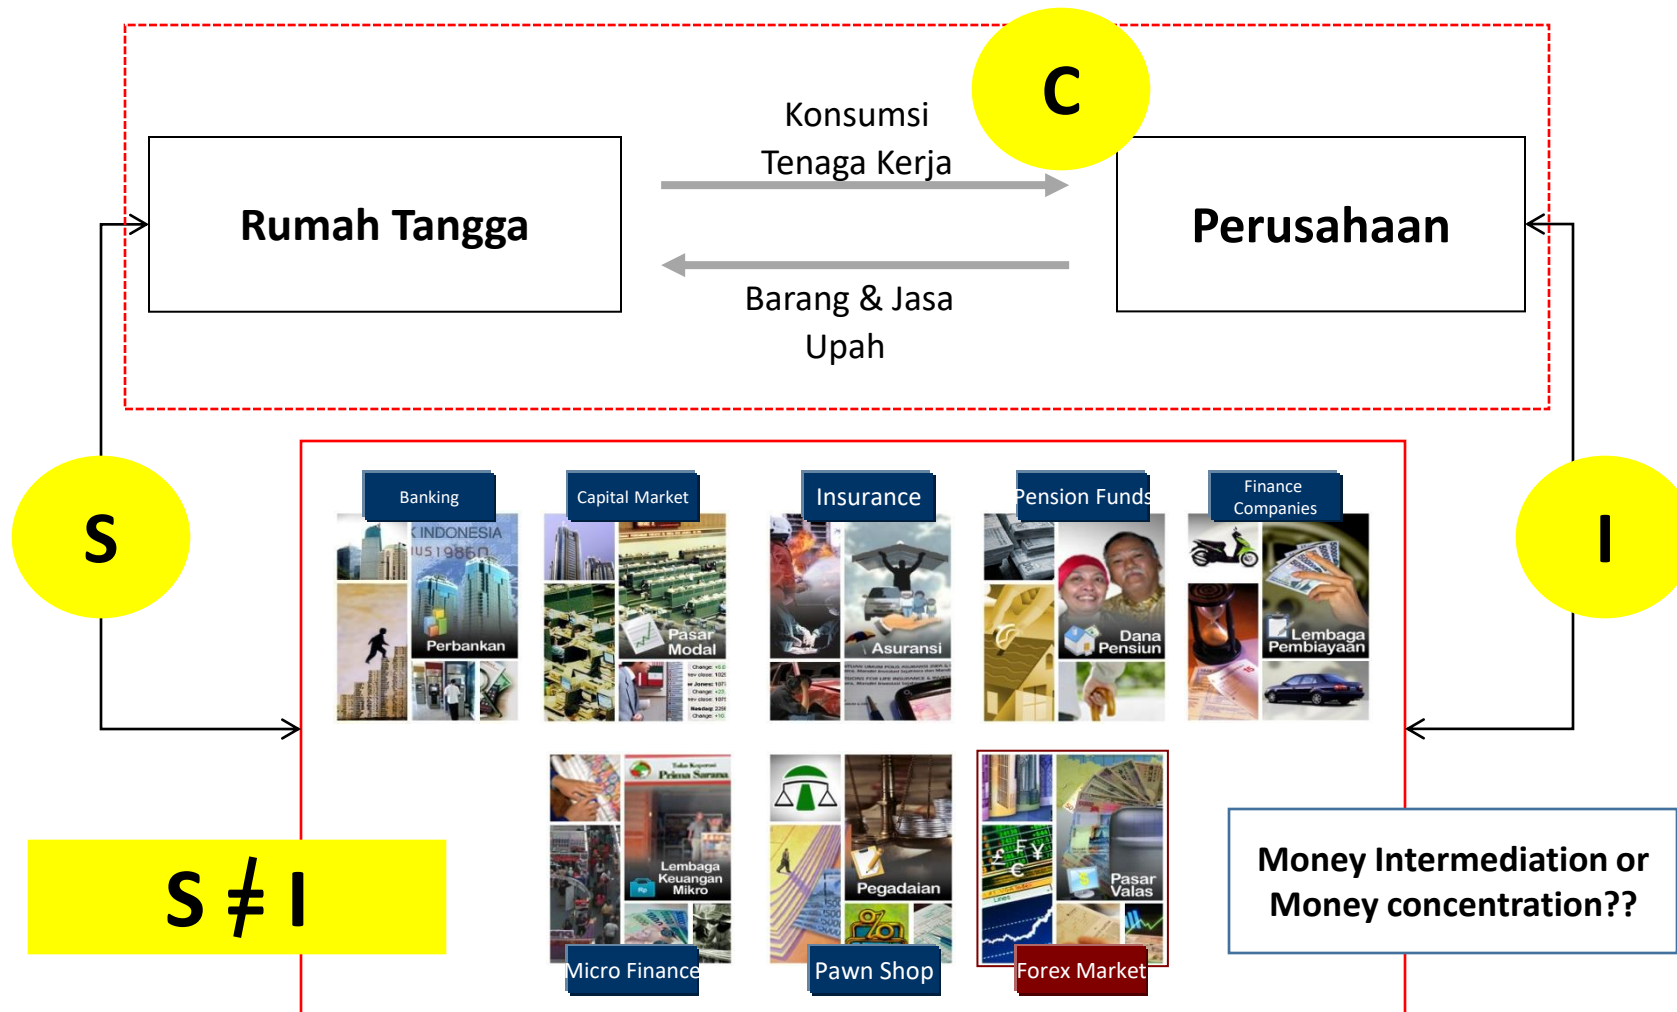 C
Konsumsi
Tenaga Kerja
Rumah Tangga
Perusahaan
Barang & Jasa
Upah
S
I
Banking
Capital Market
Insurance
Pension Funds
Finance
Companies
K INDONESIA
Perbankan
Pasar
Modal
Asuransi
Dana
Pensiun
Lembaga
Pembiayaan
Prima Sarana
Lembaga
Keuangan
Mikro
Rp
Pegadaian
£ ¥
€
Pasar
Valas
Micro Finance
Pawn Shop
Forex Market
S ≠ I
Money Intermediation or
Money concentration??